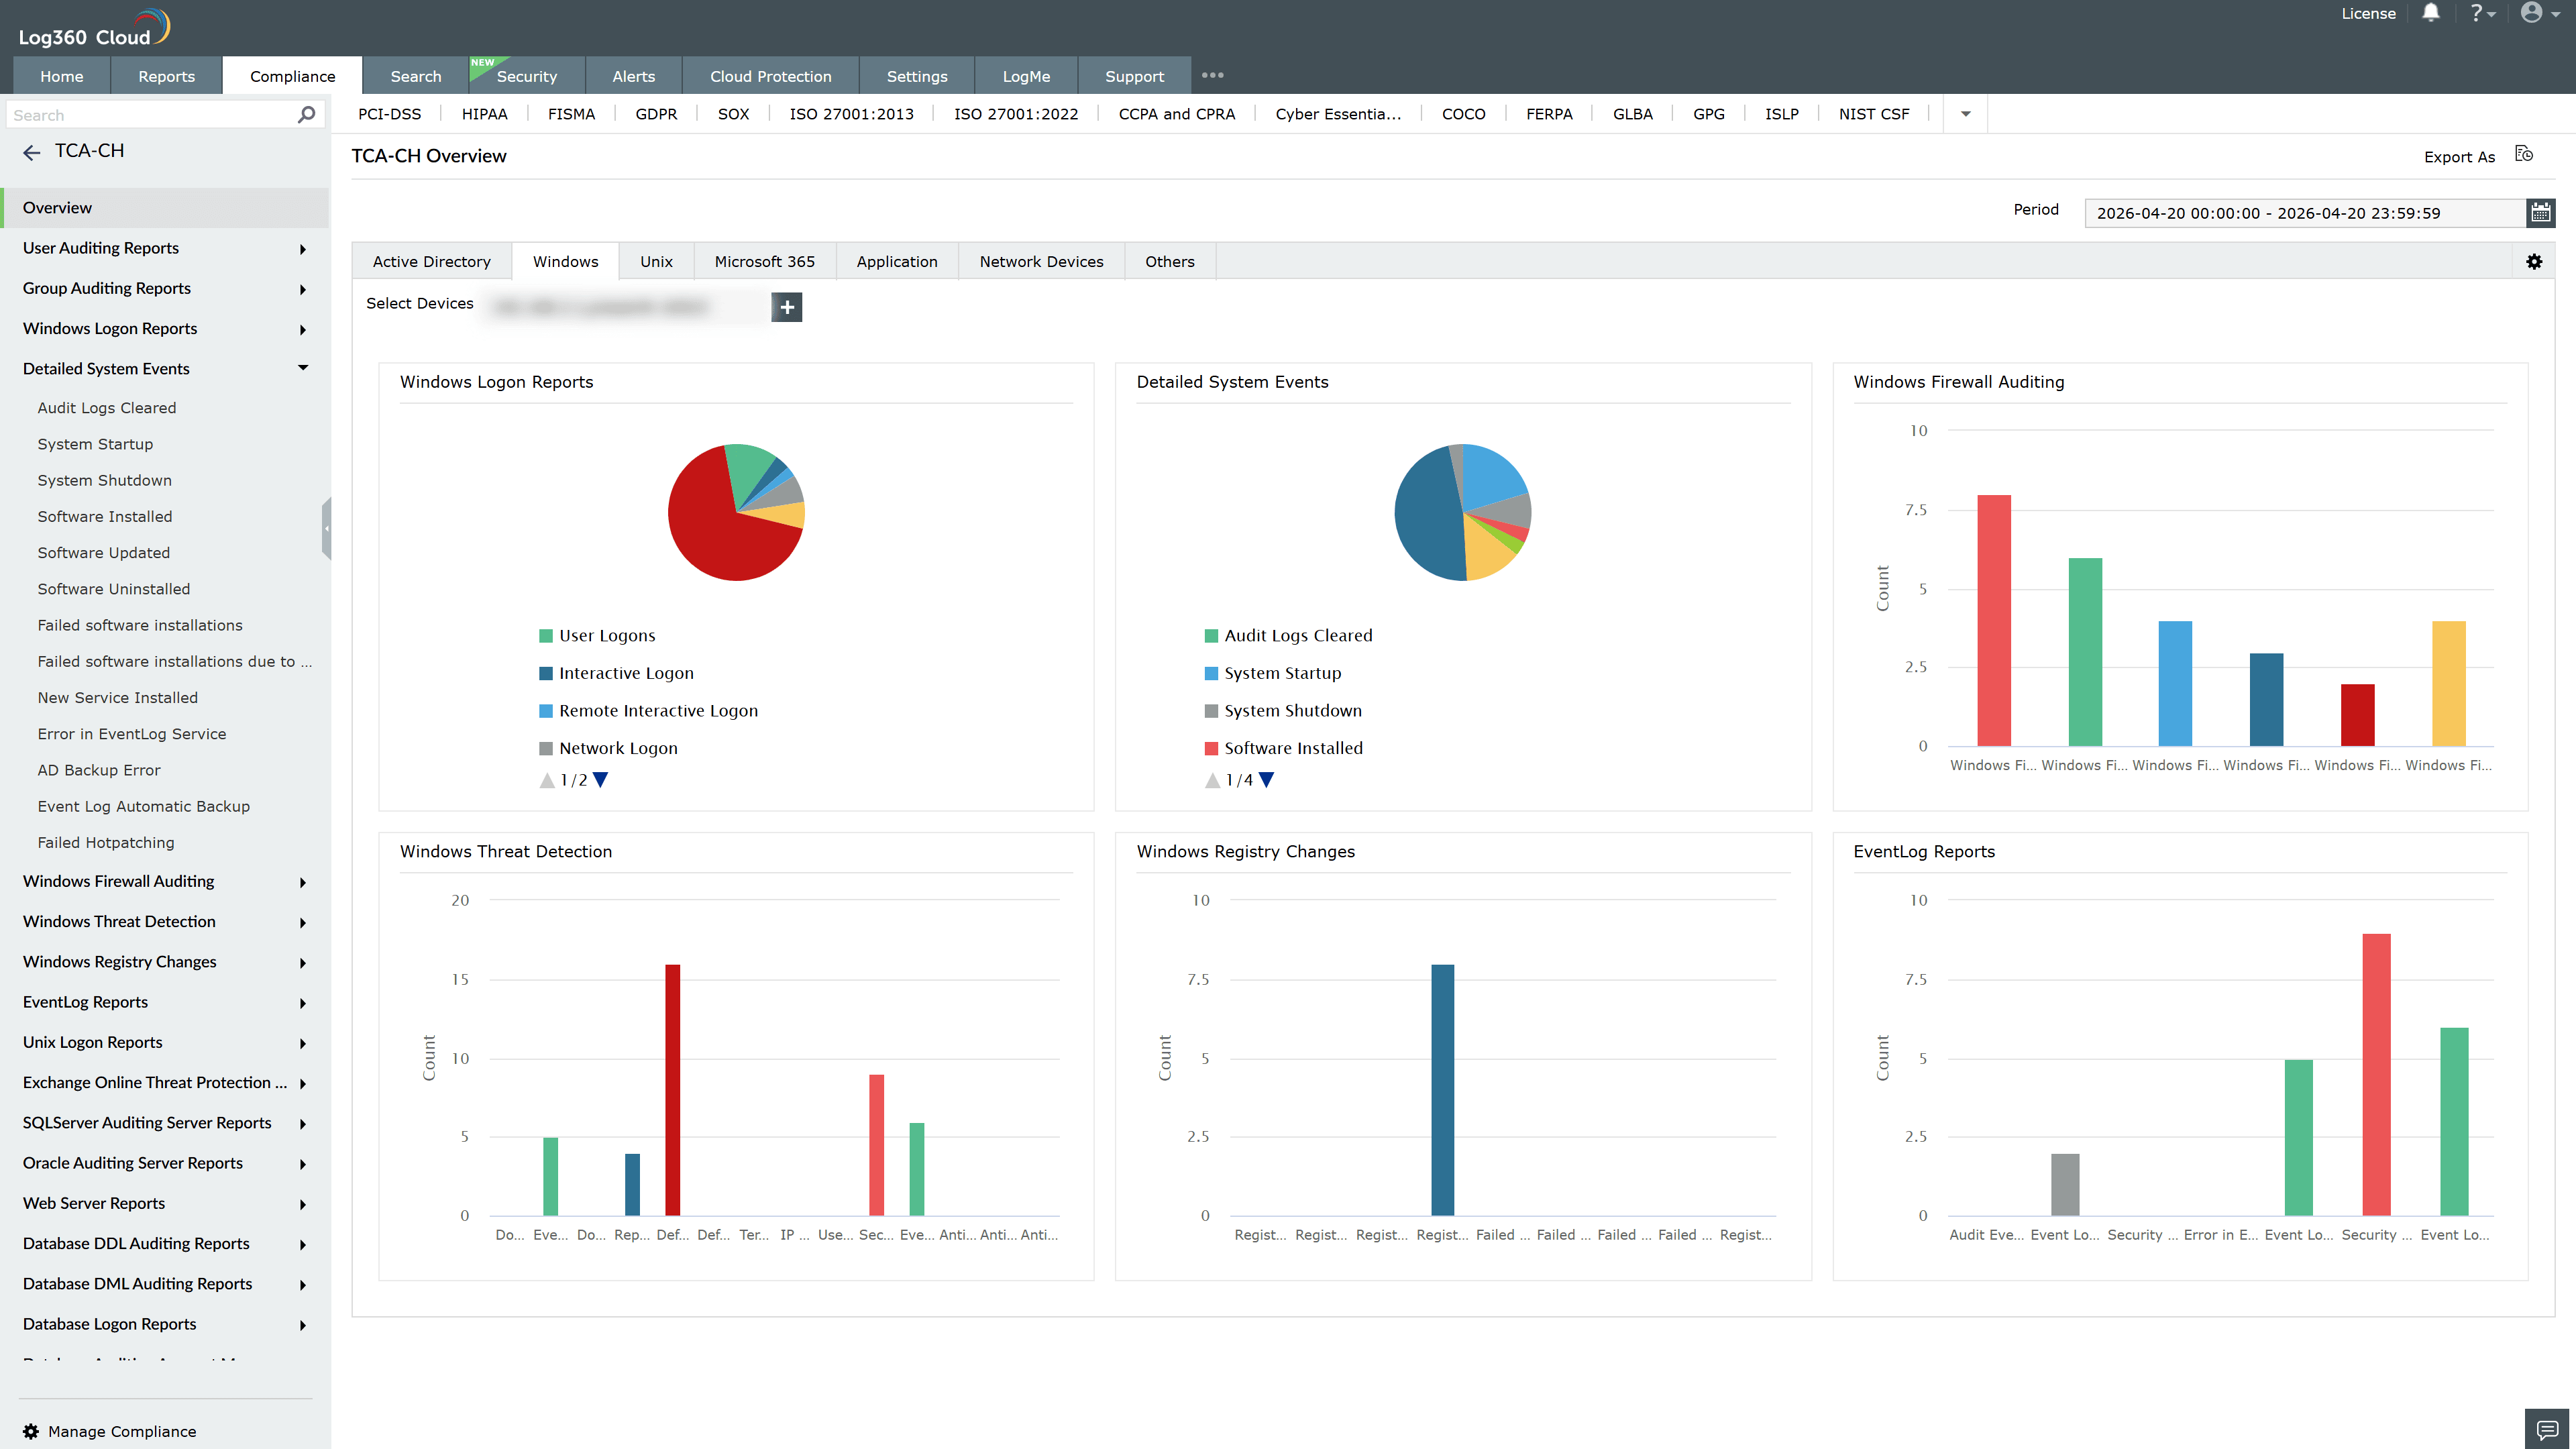 Log360 Cloud
License
?
Home
Reports
Compliance
Search
NEW
Security
Alerts
Cloud Protection
Settings
LogMe
Support
Search
PCI-DSS
HIPAA
FISMA
GDPR
SOX
ISO 27001:2013
ISO 27001:2022
CCPA and CPRA
Cyber Essentia...
COCO
FERPA
GLBA
GPG
ISLP
NIST CSF
TCA-CH
Overview
User Auditing Reports
Group Auditing Reports
Windows Logon Reports
Detailed System Events
Audit Logs Cleared
System Startup
System Shutdown
Software Installed
Software Updated
Software Uninstalled
Failed software installations
Failed software installations due to ...
New Service Installed
Error in EventLog Service
AD Backup Error
Event Log Automatic Backup
Failed Hotpatching
Windows Firewall Auditing
Windows Threat Detection
Windows Registry Changes
EventLog Reports
Unix Logon Reports
Exchange Online Threat Protection ...
SQLServer Auditing Server Reports
Oracle Auditing Server Reports
Web Server Reports
Database DDL Auditing Reports
Database DML Auditing Reports
Database Logon Reports
Manage Compliance
TCA-CH Overview
Export As
Period
2026-04-20 00:00:00 - 2026-04-20 23:59:59
Active Directory
Windows
Unix
Microsoft 365
Application
Network Devices
Others
Select Devices
Windows Logon Reports
User Logons
Interactive Logon
Remote Interactive Logon
Network Logon
1/2
Detailed System Events
Audit Logs Cleared
System Startup
System Shutdown
Software Installed
1/4
Windows Firewall Auditing
Count
10
7.5
5
2.5
0
Windows Fi... Windows Fi... Windows Fi... Windows Fi... Windows Fi... Windows Fi...
Windows Threat Detection
Count
20
15
10
5
0
Do... Eve... Do... Rep... Def... Def... Ter... IP ... Use... Sec... Eve... Anti... Anti... Anti...
Windows Registry Changes
Count
10
7.5
5
2.5
0
Regist... Regist... Regist... Regist... Failed ... Failed ... Failed ... Failed ... Regist...
EventLog Reports
Count
10
7.5
5
2.5
0
Audit Eve... Event Lo... Security ... Error in E... Event Lo... Security ... Event Lo...